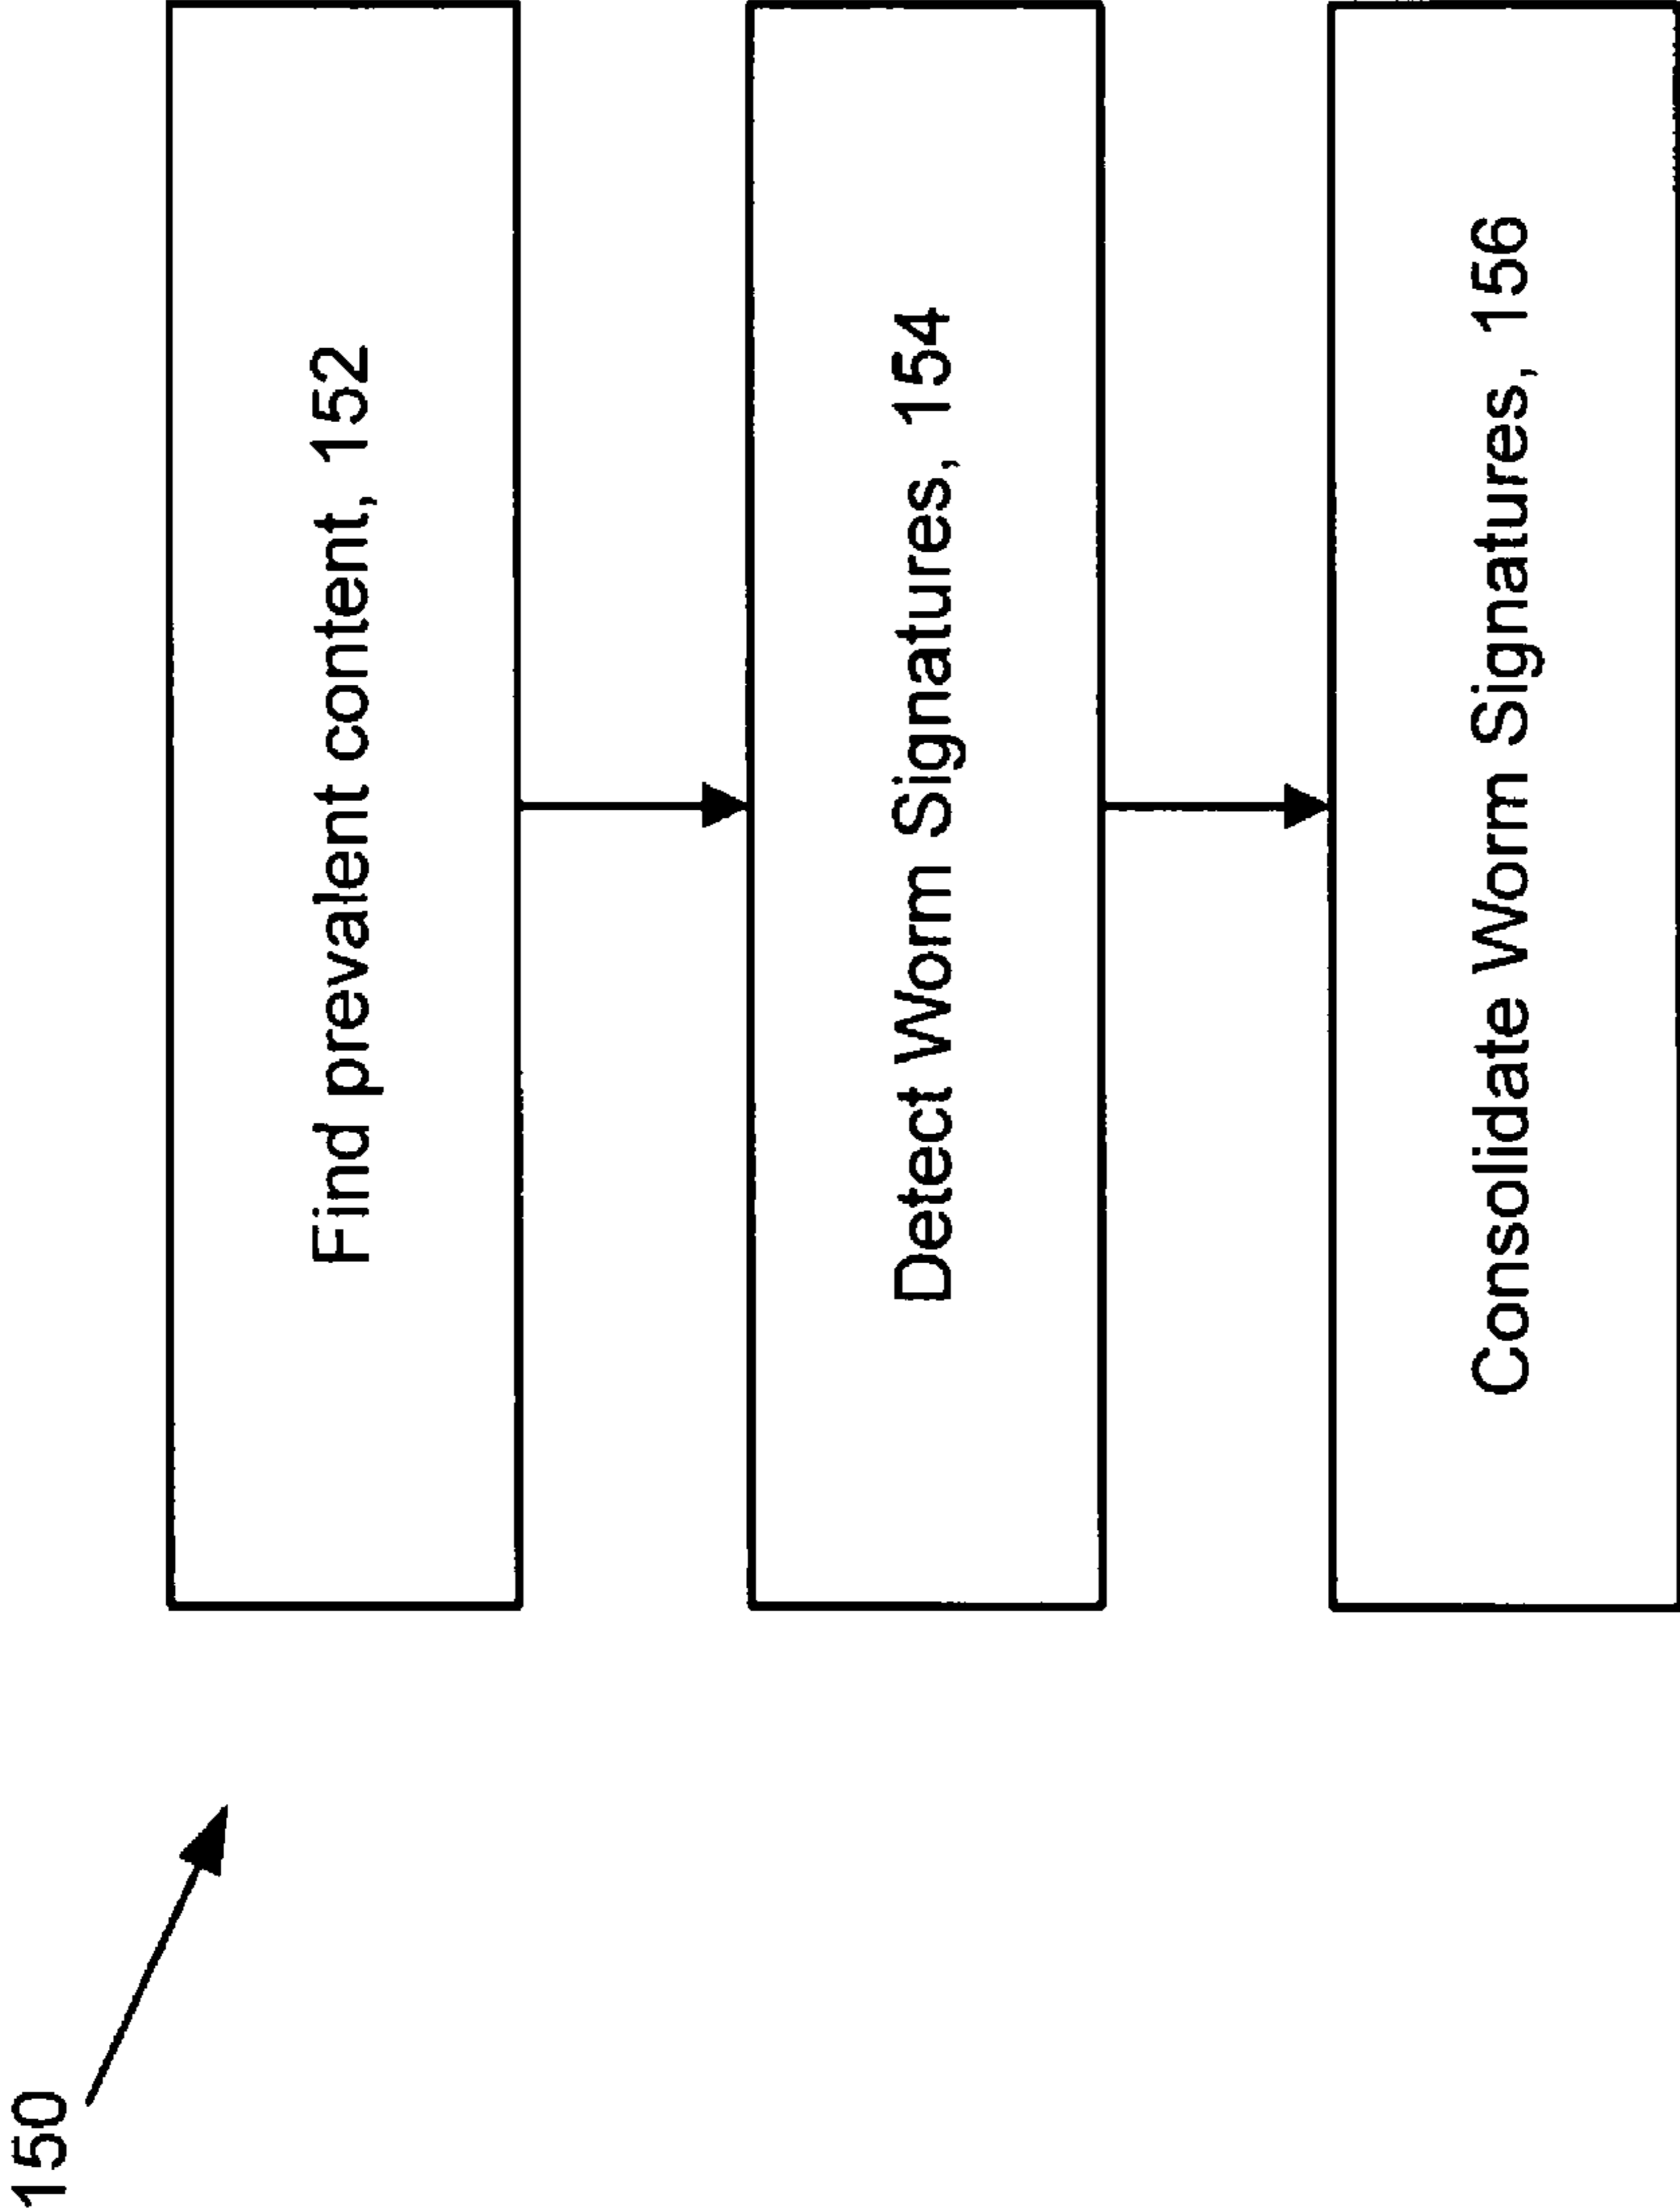 150
Find prevalent content, 152
Detect Worm Signatures, 154
Consolidate Worm Signatures, 156